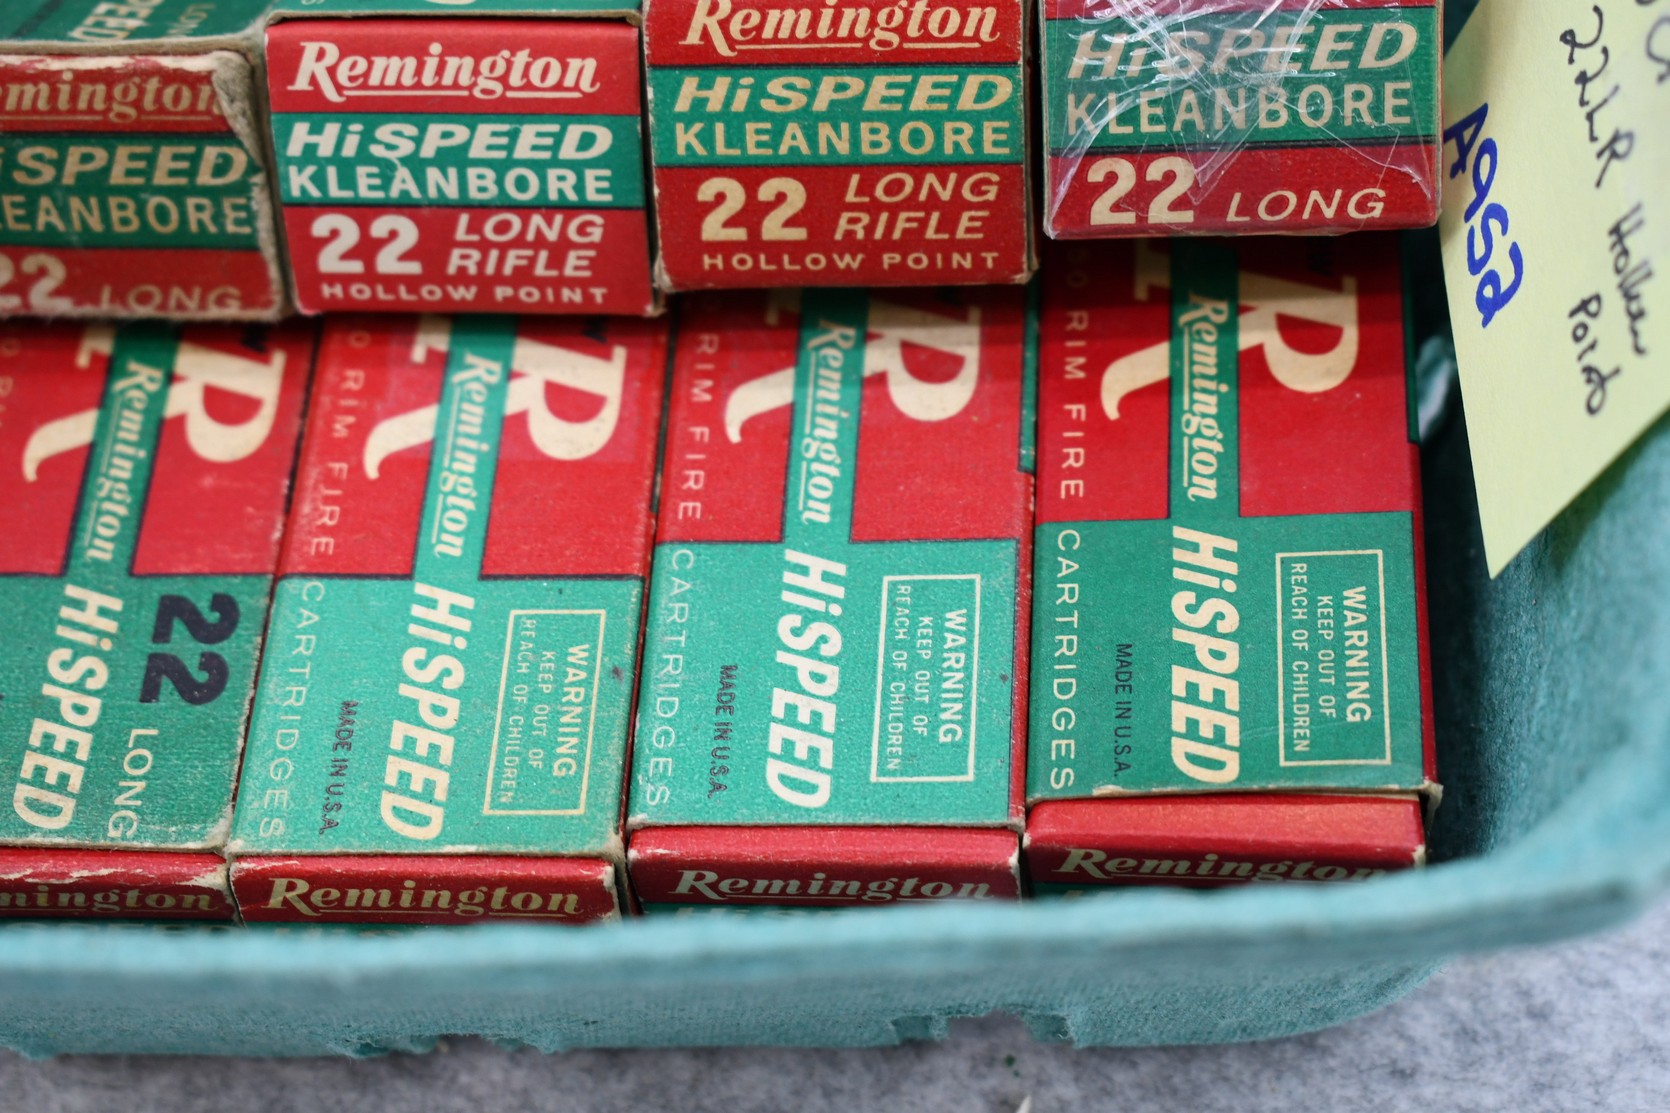 SPEED
LONG
Remington
SPEED
EANBORE
22 LONG
Remington
HiSPEED
KLEANBORE
22 LONG
RIFLE
HOLLOW POINT
Remington
HiSPEED
KLEANBORE
22 LONG
RIFLE
HOLLOW POINT
HiSPEED
KLEANBORE
22 LONG
22LR Hollow
Point
R
Remington
HiSPEED
22 LONG
Remington
R
Remington
HiSPEED
RIM FIRE CARTRIDGES
MADE IN U.S.A.
WARNING
KEEP OUT OF
REACH OF CHILDREN
Remington
R
Remington
HiSPEED
RIM FIRE CARTRIDGES
MADE IN U.S.A.
WARNING
KEEP OUT OF
REACH OF CHILDREN
Remington
HiSPEED
R
Remington
HiSPEED
RIM FIRE CARTRIDGES
MADE IN U.S.A.
WARNING
KEEP OUT OF
REACH OF CHILDREN
Remington